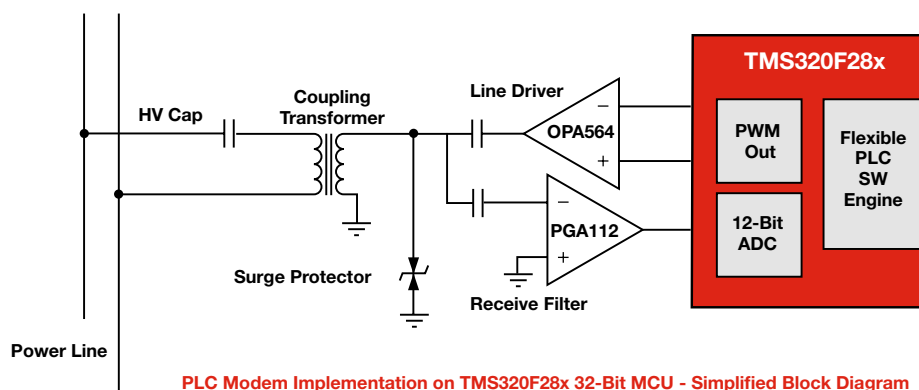 TMS320F28x
Coupling
Transformer
Line Driver
HV Cap
−
OPA564
+
PWM
Out
Flexible
PLC
SW
Engine
−
PGA112
+
12-Bit
ADC
Surge Protector
Receive Filter
Power Line
PLC Modem Implementation on TMS320F28x 32-Bit MCU - Simplified Block Diagram